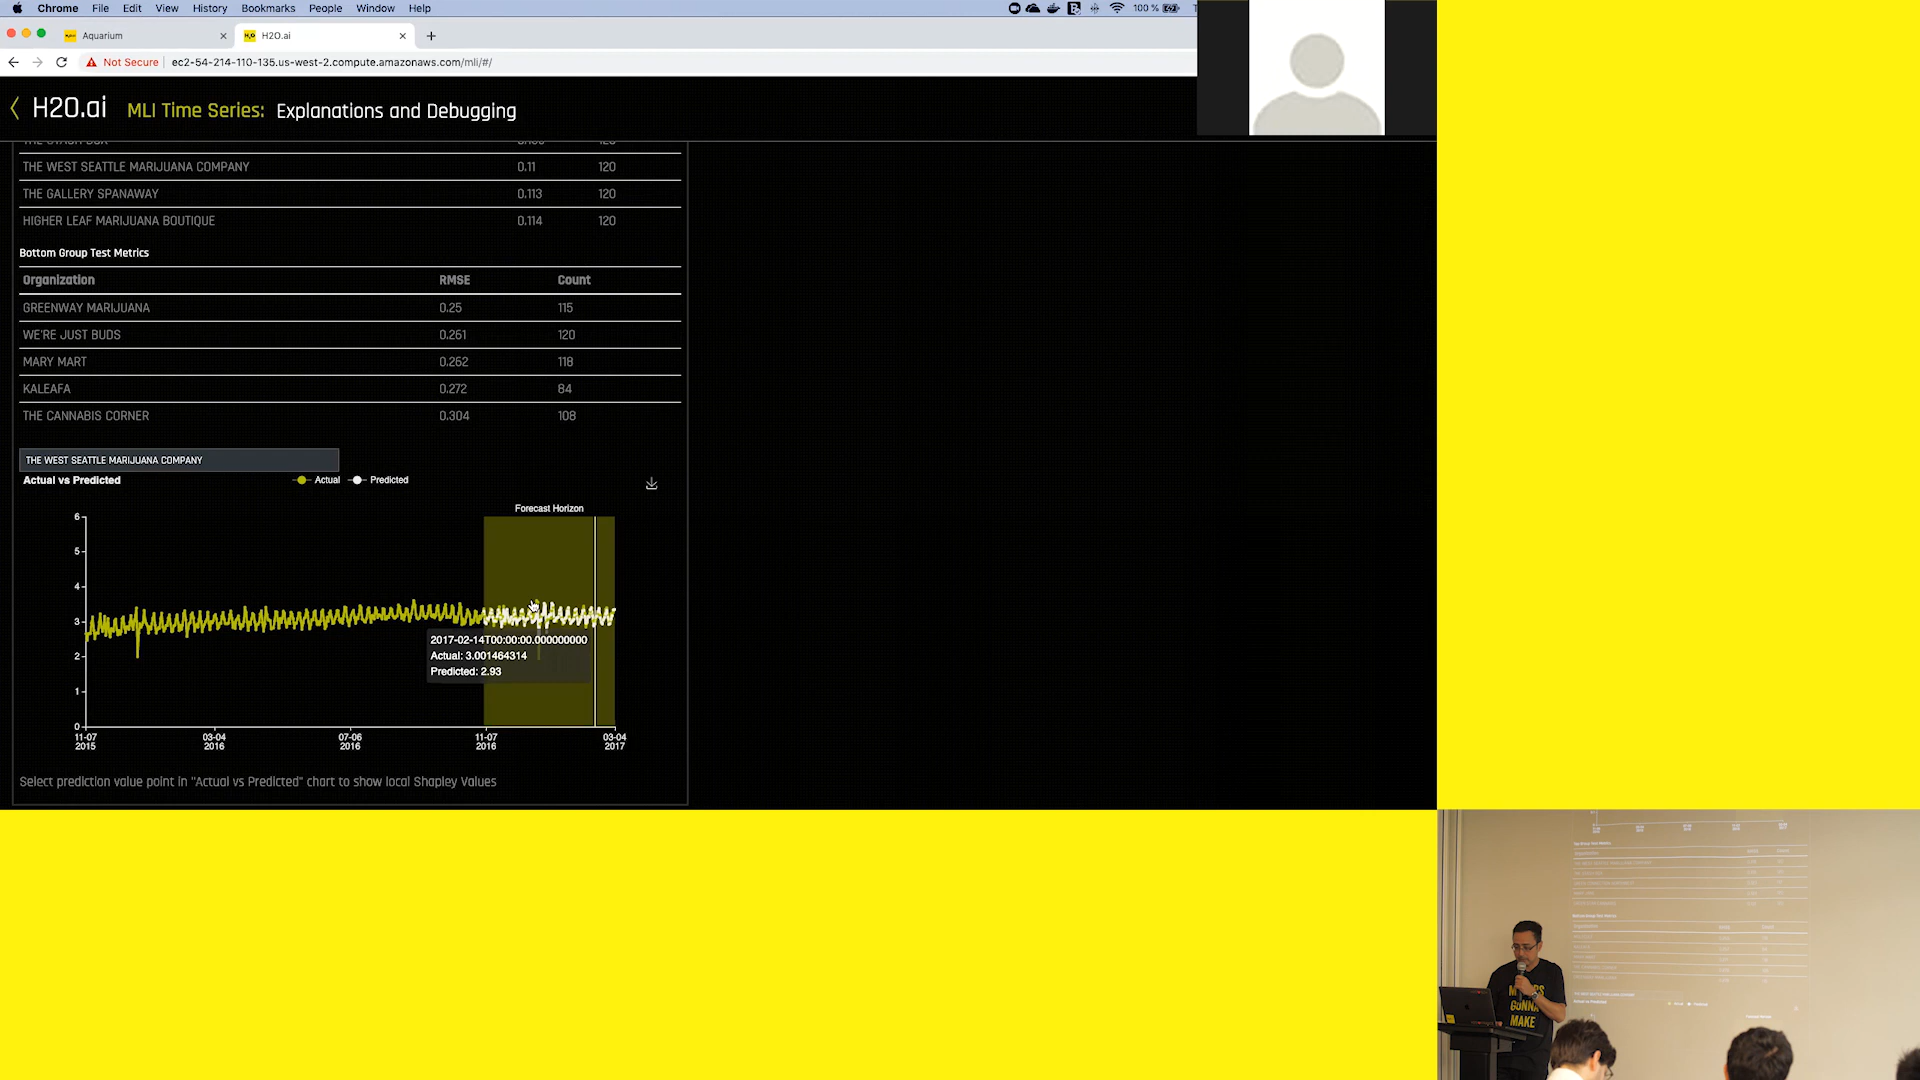 Chrome File Edit View History Bookmarks People Window Help 100 %
Aquarium H2O.ai
Not Secure ec2-54-214-110-135.us-west-2.compute.amazonaws.com/mli/#/
H2O.ai MLI Time Series: Explanations and Debugging
THE WEST SEATTLE MARIJUANA COMPANY 0.11 120
THE GALLERY SPANAWAY 0.113 120
HIGHER LEAF MARIJUANA BOUTIQUE 0.114 120
Bottom Group Test Metrics
Organization RMSE Count
GREENWAY MARIJUANA 0.25 115
WE'RE JUST BUDS 0.261 120
MARY MART 0.262 118
KALEAFA 0.272 84
THE CANNABIS CORNER 0.304 108
THE WEST SEATTLE MARIJUANA COMPANY
Actual vs Predicted Actual Predicted
Forecast Horizon
6
5
4
3
2
1
0
2017-02-14T00:00:00.000000000
Actual: 3.001464314
Predicted: 2.93
11-07 03-04 07-06 11-07 03-04
2015 2016 2016 2016 2017
Select prediction value point in "Actual vs Predicted" chart to show local Shapley Values
GONNA
MAKE